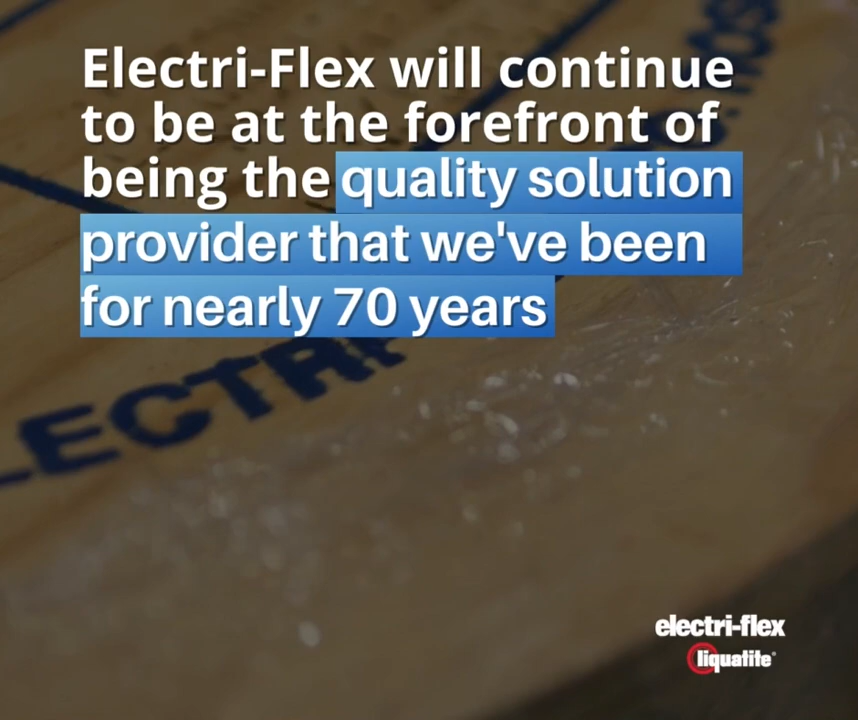 Electri-Flex will continue
to be at the forefront of
being the quality solution
provider that we've been
for nearly 70 years
LECTRI
electri-flex
liquatite®